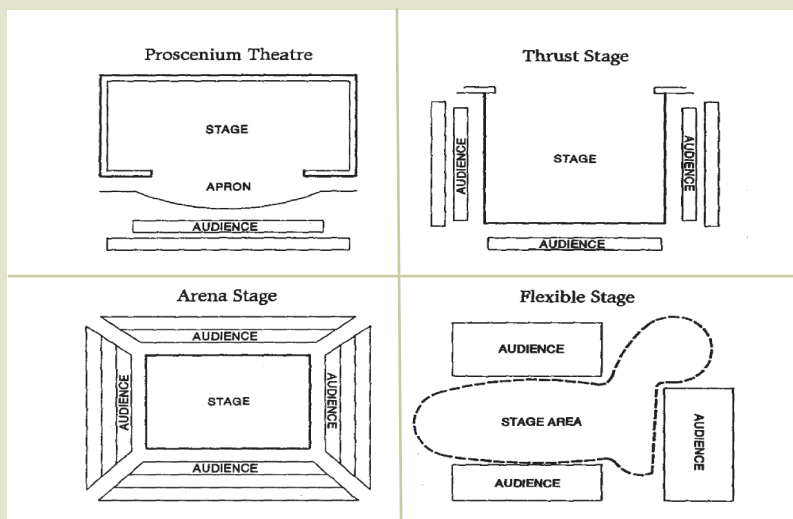 Proscenium Theatre
STAGE
APRON
AUDIENCE
Thrust Stage
AUDIENCE
STAGE
AUDIENCE
AUDIENCE
Arena Stage
AUDIENCE
AUDIENCE
STAGE
AUDIENCE
AUDIENCE
Flexible Stage
AUDIENCE
STAGE AREA
AUDIENCE
AUDIENCE